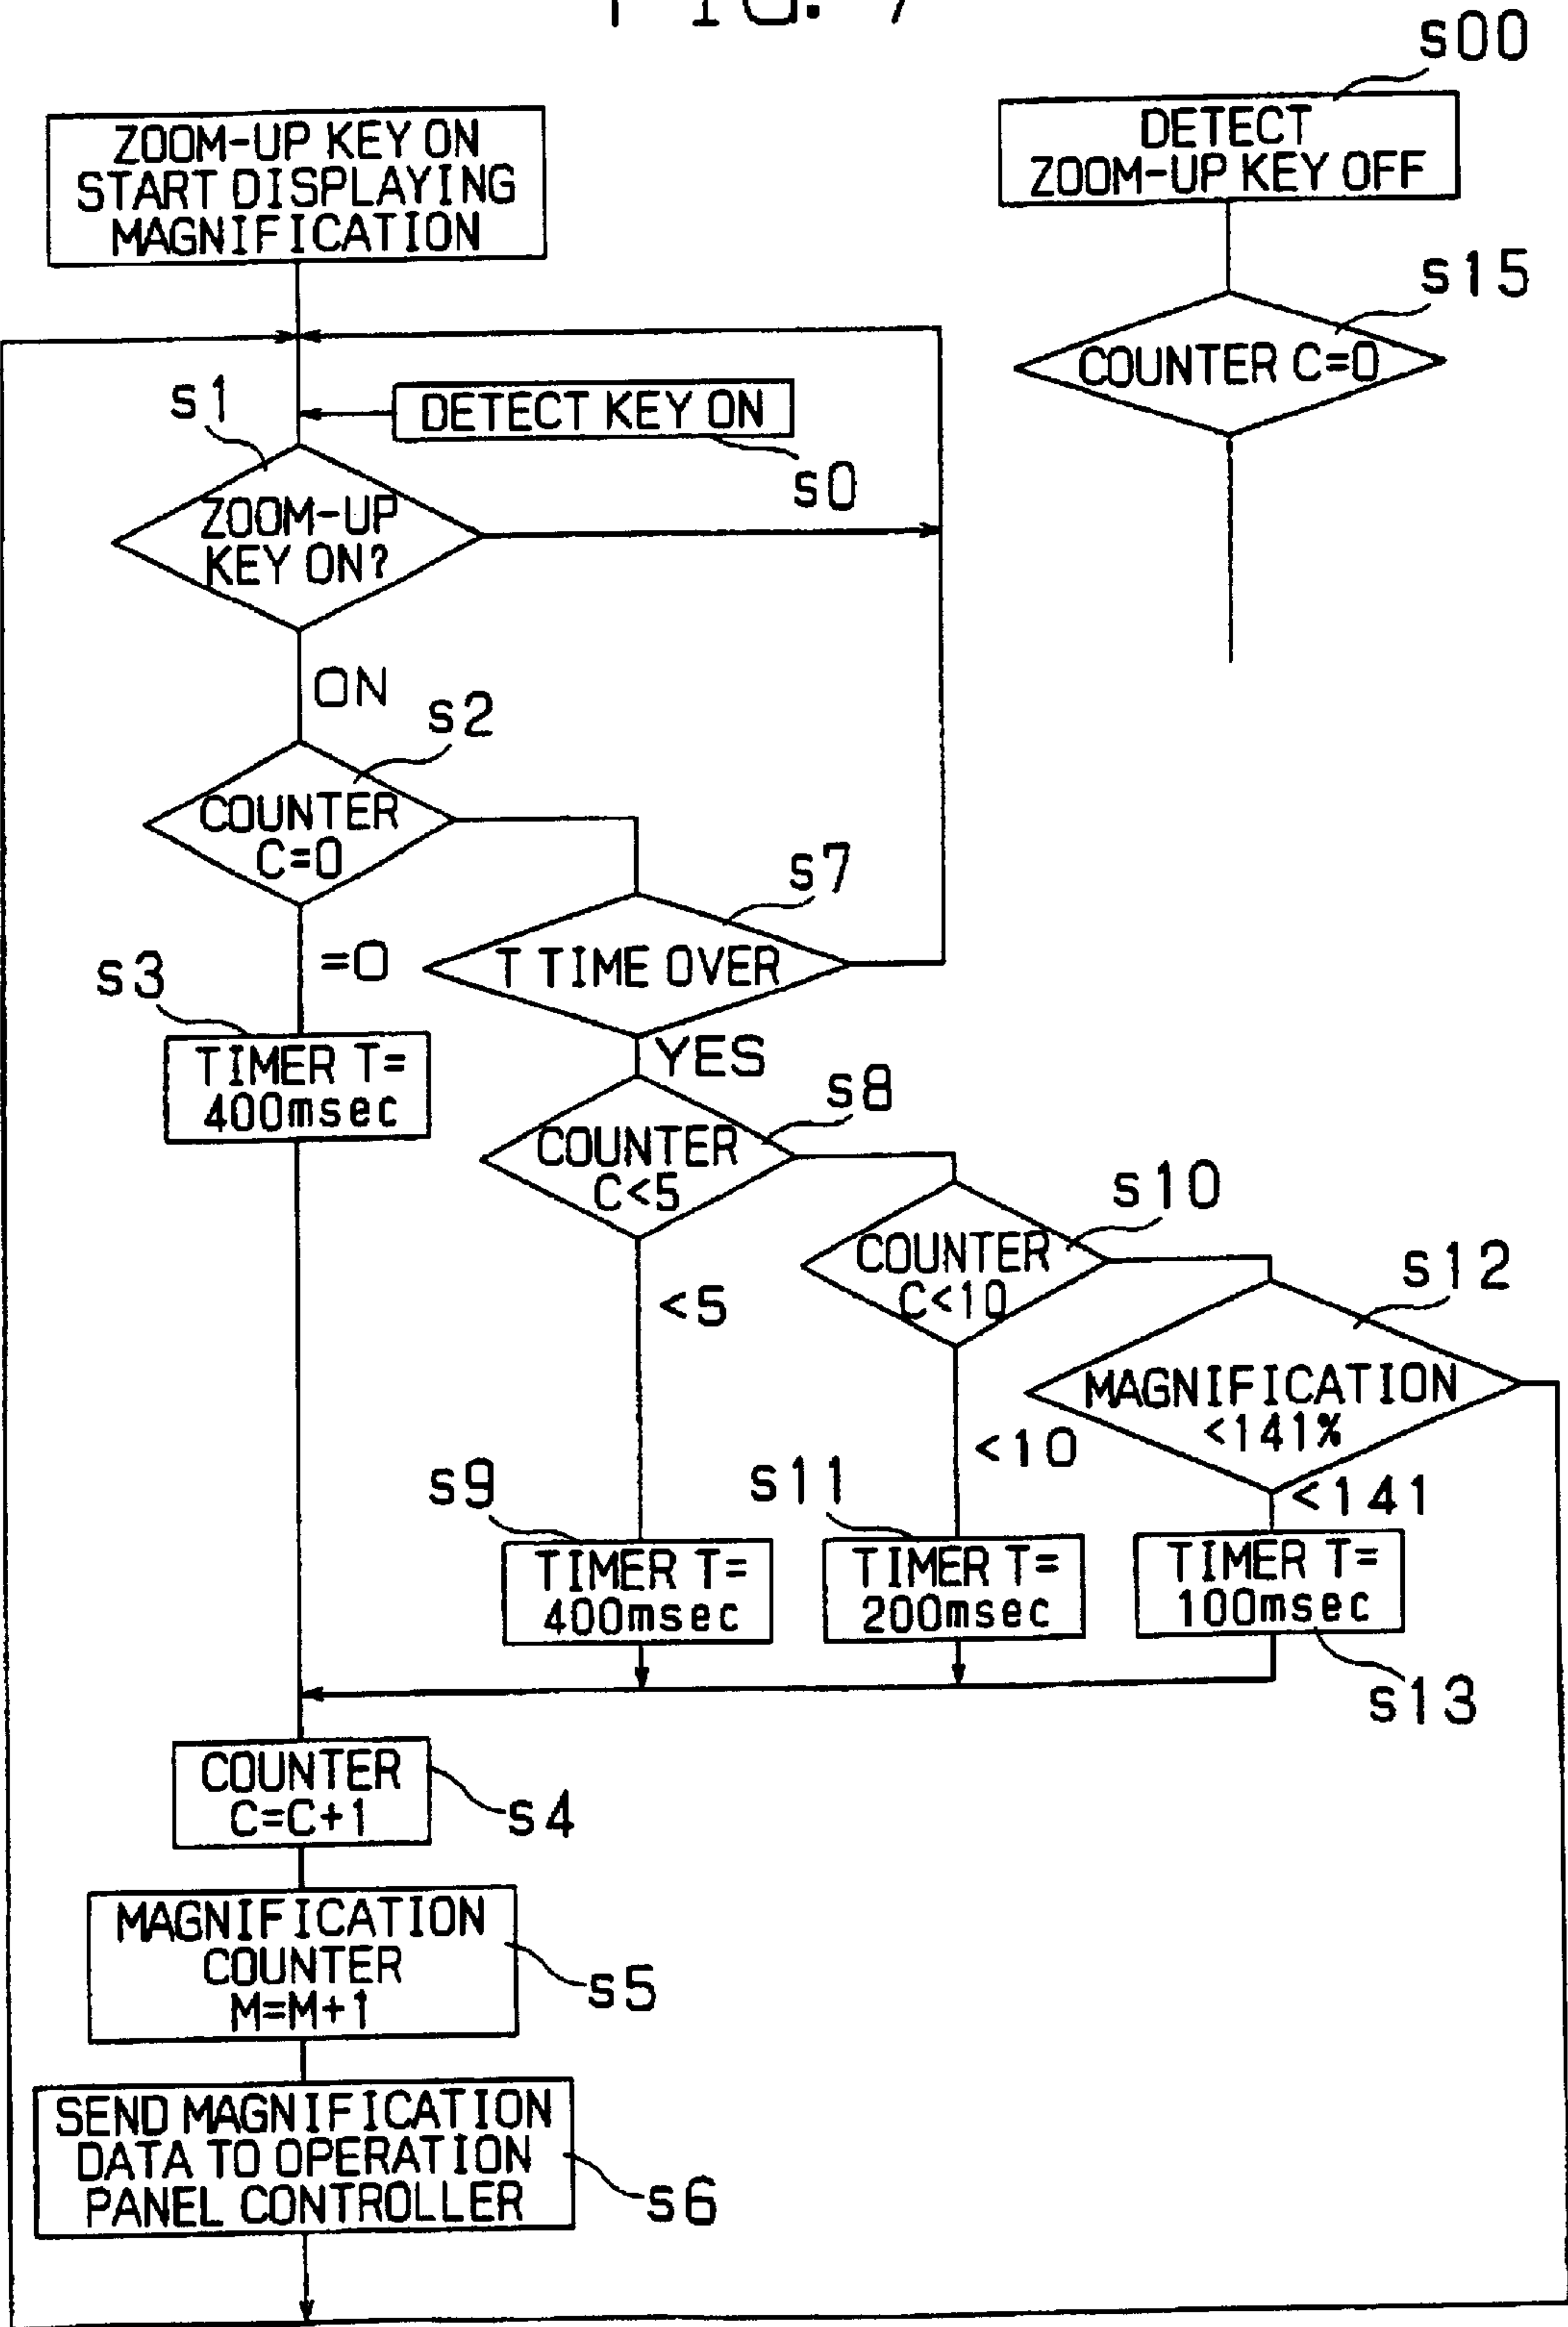 FIG. 7
s00
ZOOM-UP KEY ON
START DISPLAYING
MAGNIFICATION
DETECT
ZOOM-UP KEY OFF
s15
COUNTER C=0
s1
DETECT KEY ON
s0
ZOOM-UP
KEY ON?
ON
s2
COUNTER
C=0
s7
=0
T TIME OVER
s3
YES
TIMER T=
400msec
s8
COUNTER
C<5
s10
COUNTER
C<10
s12
<5
MAGNIFICATION
<141%
<10
s9
s11
<141
TIMER T=
400msec
TIMER T=
200msec
TIMER T=
100msec
s13
COUNTER
C=C+1
s4
MAGNIFICATION
COUNTER
M=M+1
s5
SEND MAGNIFICATION
DATA TO OPERATION
PANEL CONTROLLER
s6